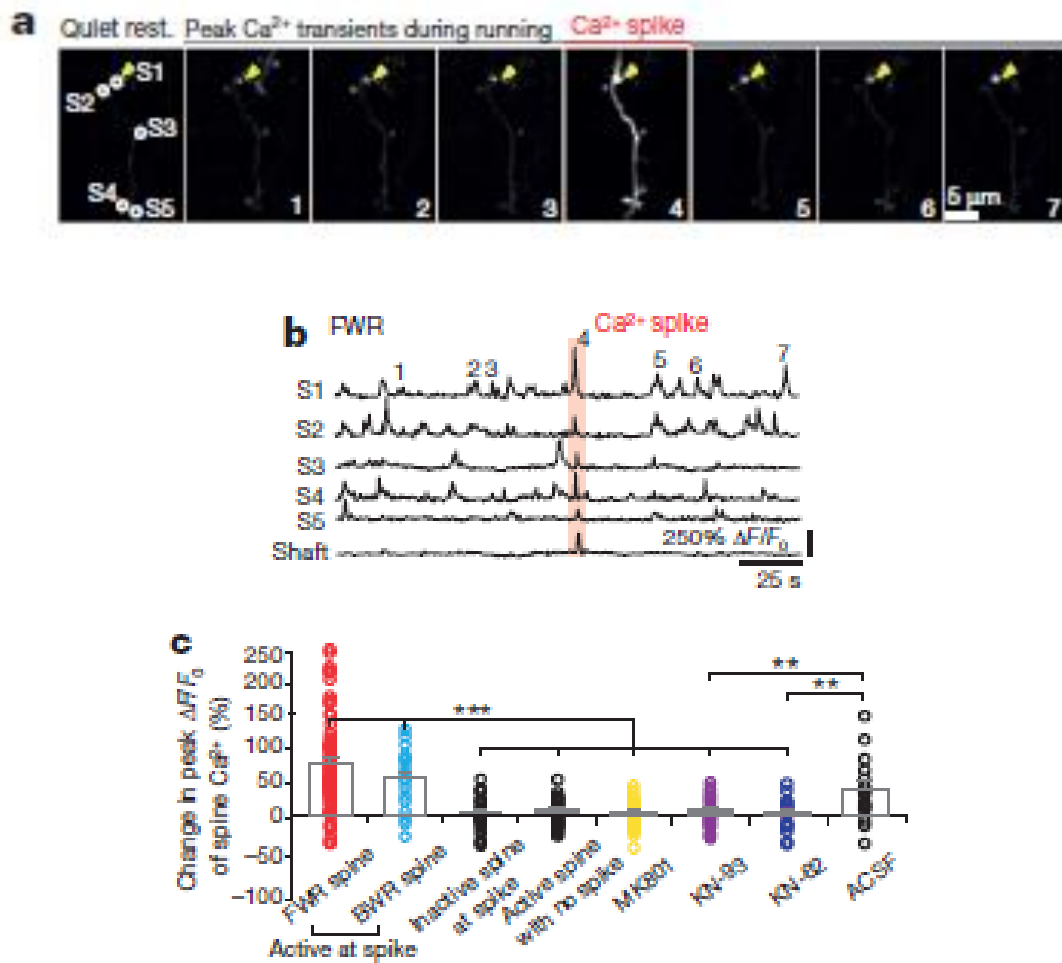 a
Quiet rest. Peak Ca²⁺ transients during running Ca²⁺ spike
S1
S2
S3
S4
S5
1 2 3 4 5 6 7
5 µm
b FWR Ca²⁺ spike
1 2 3 4 5 6 7
S1
S2
S3
S4
S5
Shaft
250% ΔF/F₀
25 s
c
Change in peak ΔF/F₀
of spine Ca²⁺ (%)
250
200
150
100
50
0
−50
−100
***
**
**
FWR spine
BWR spine
Inactive spine
at spike
Active spine
with no spike
MK801
KN-93
KN-62
ACSF
Active at spike